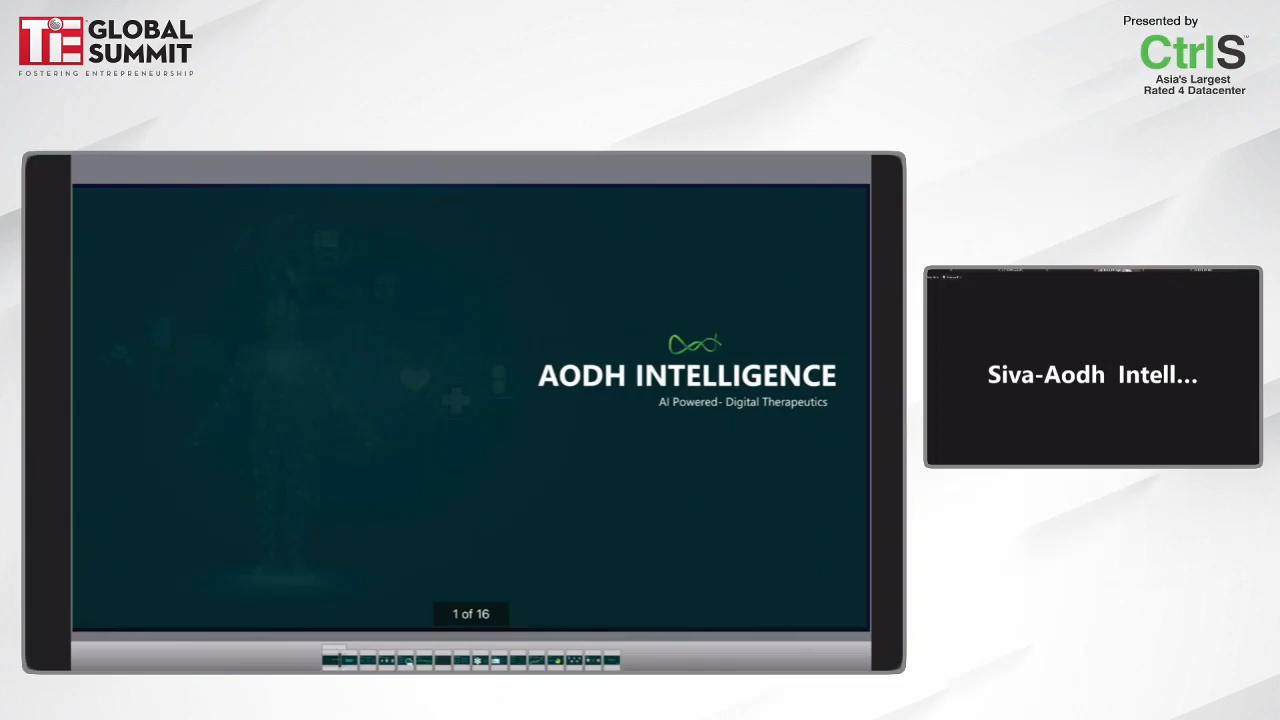 TiE GLOBAL
SUMMIT
FOSTERING ENTREPRENEURSHIP
Presented by
CtrlS™
Asia's Largest
Rated 4 Datacenter
AODH INTELLIGENCE
AI Powered- Digital Therapeutics
Siva-Aodh Intell...
1 of 16